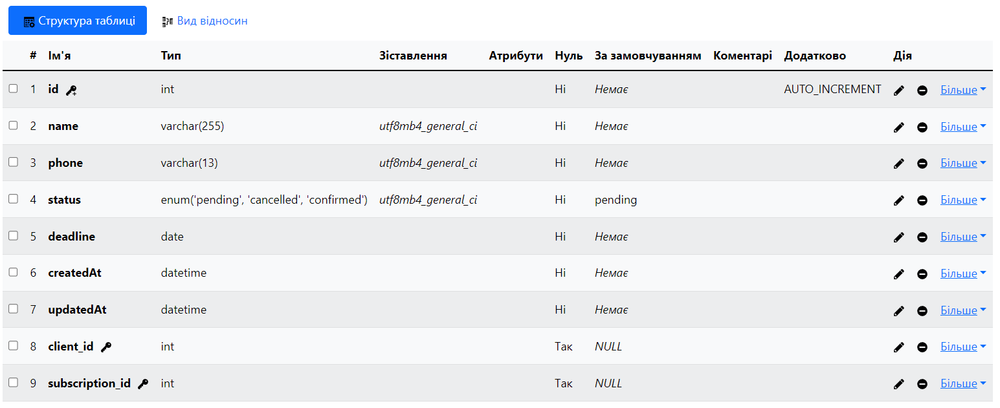 Структура таблиці Вид відносин
# Ім'я Тип Зіставлення Атрибути Нуль За замовчуванням Коментарі Додатково Дія
1 id int Ні Немає AUTO_INCREMENT Більше
2 name varchar(255) utf8mb4_general_ci Ні Немає Більше
3 phone varchar(13) utf8mb4_general_ci Ні Немає Більше
4 status enum('pending', 'cancelled', 'confirmed') utf8mb4_general_ci Ні pending Більше
5 deadline date Ні Немає Більше
6 createdAt datetime Ні Немає Більше
7 updatedAt datetime Ні Немає Більше
8 client_id int Так NULL Більше
9 subscription_id int Так NULL Більше